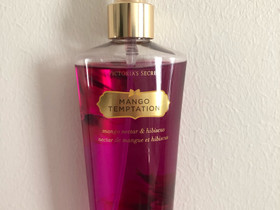 VICTORIA'S SECRET
MANGO
TEMPTATION
mango nectar & hibiscus
nectar de mangue et hibiscus